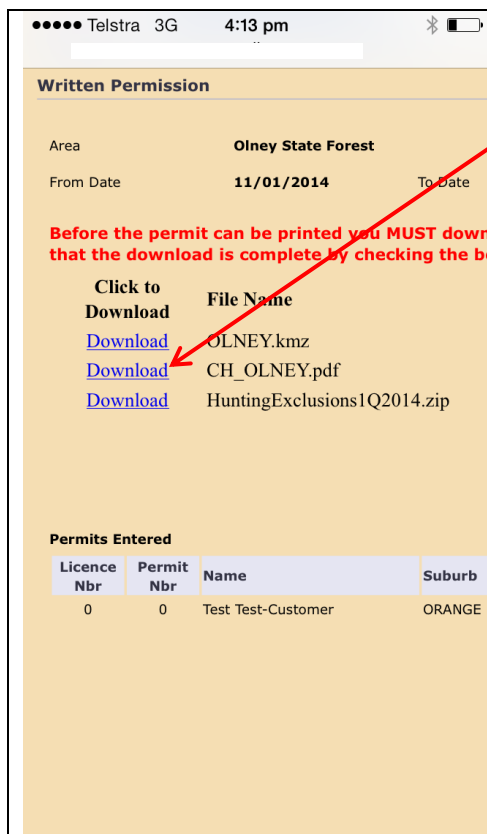 Telstra 3G 4:13 pm
Written Permission
Area Olney State Forest
From Date 11/01/2014 To Date
Before the permit can be printed you MUST down
that the download is complete by checking the b
Click to
Download File Name
Download OLNEY.kmz
Download CH_OLNEY.pdf
Download HuntingExclusions1Q2014.zip
Permits Entered
Licence Nbr Permit Nbr Name Suburb
0 0 Test Test-Customer ORANGE